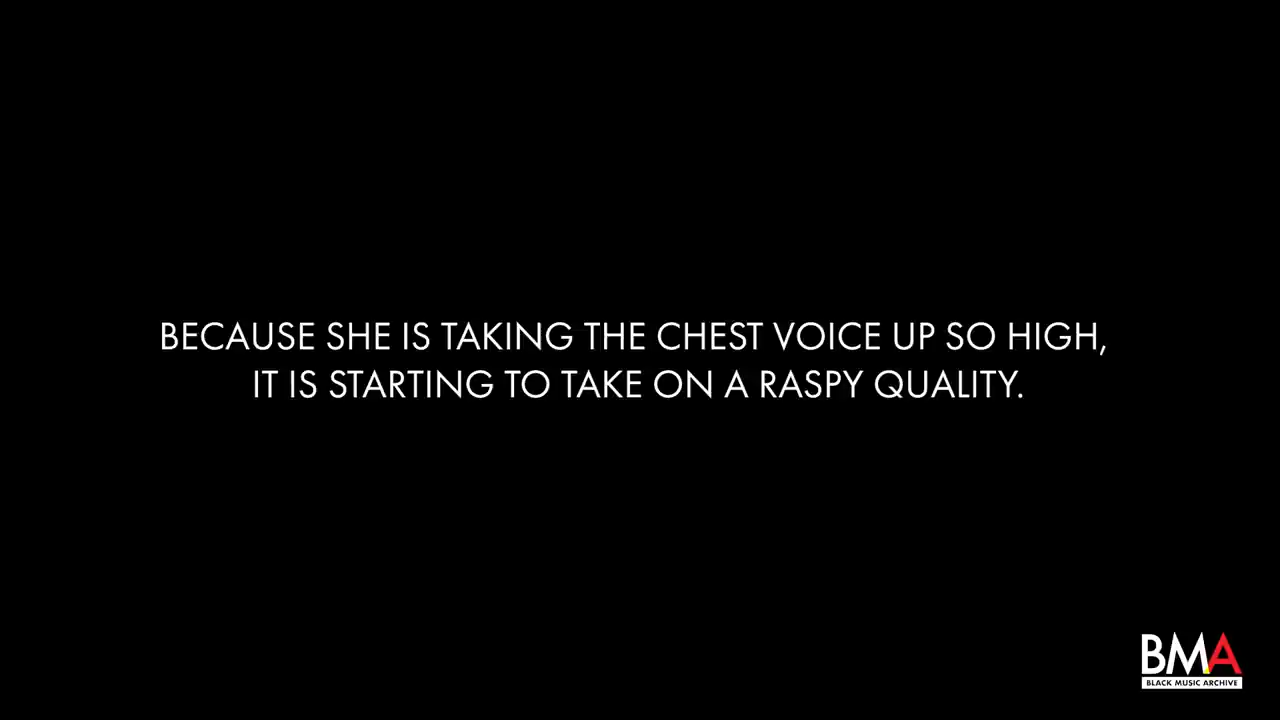 BECAUSE SHE IS TAKING THE CHEST VOICE UP SO HIGH,
IT IS STARTING TO TAKE ON A RASPY QUALITY.
BMA
BLACK MUSIC ARCHIVE